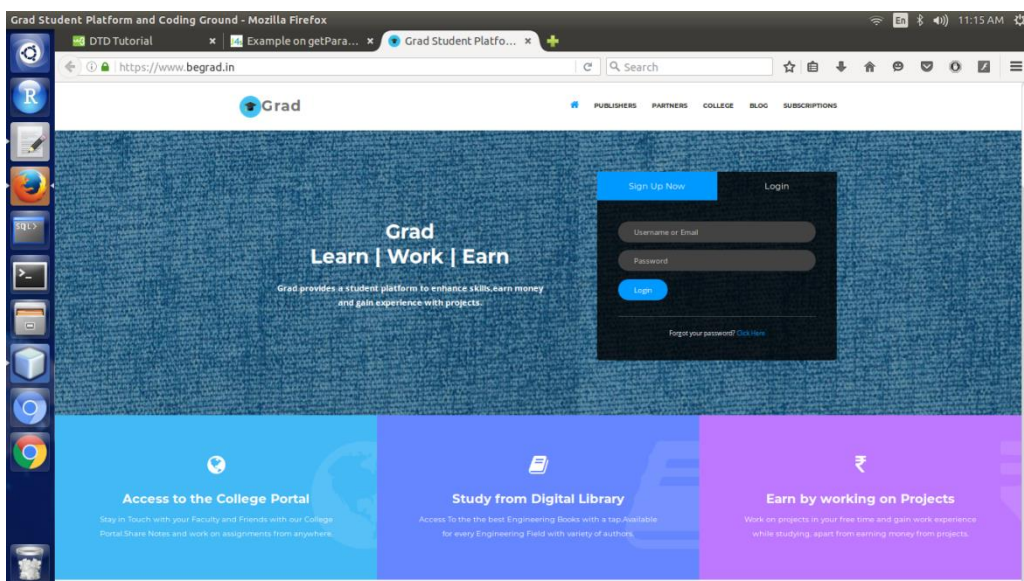 Grad Student Platform and Coding Ground - Mozilla Firefox
En
11:15 AM
DTD Tutorial
Example on getPara...
Grad Student Platfo...
https://www.begrad.in
Search
Grad
PUBLISHERS PARTNERS COLLEGE BLOG SUBSCRIPTIONS
Sign Up Now
Login
Username or Email
Password
Login
Forgot your password? Click Here
Grad
Learn | Work | Earn
Grad provides a student platform to enhance skills,earn money
and gain experience with projects.
SQL>
>_
Access to the College Portal
Stay in Touch with your Faculty and Friends with our College
Portal.Share Notes and work on assignments from anywhere.
Study from Digital Library
Access To the the best Engineering Books with a tap.Available
for every Engineering Field with variety of authors.
₹
Earn by working on Projects
Work on projects in your free time and gain work experience
while studying, apart from earning money from projects.